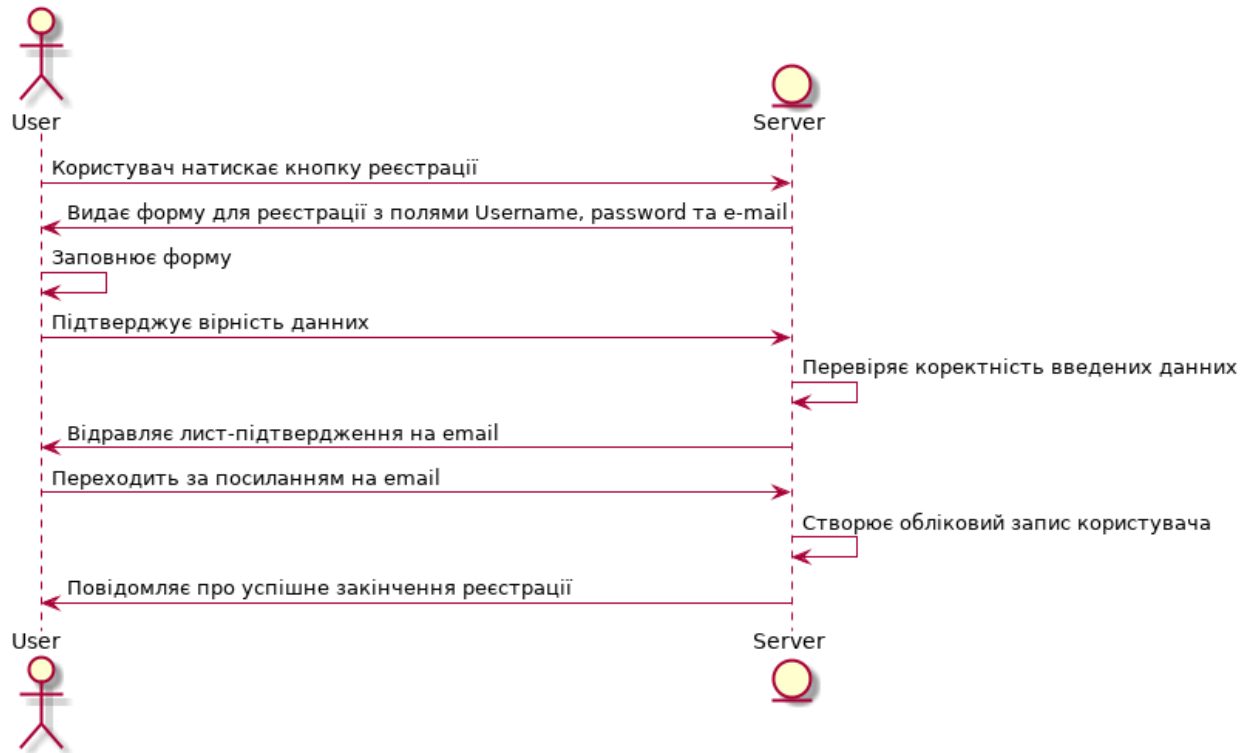 User
Server
Користувач натискає кнопку реєстрації
Видає форму для реєстрації з полями Username, password та e-mail
Заповнює форму
Підтверджує вірність данних
Перевіряє коректність введених данних
Відравляє лист-підтвердження на email
Переходить за посиланням на email
Створює обліковий запис користувача
Повідомляє про успішне закінчення реєстрації
User
Server